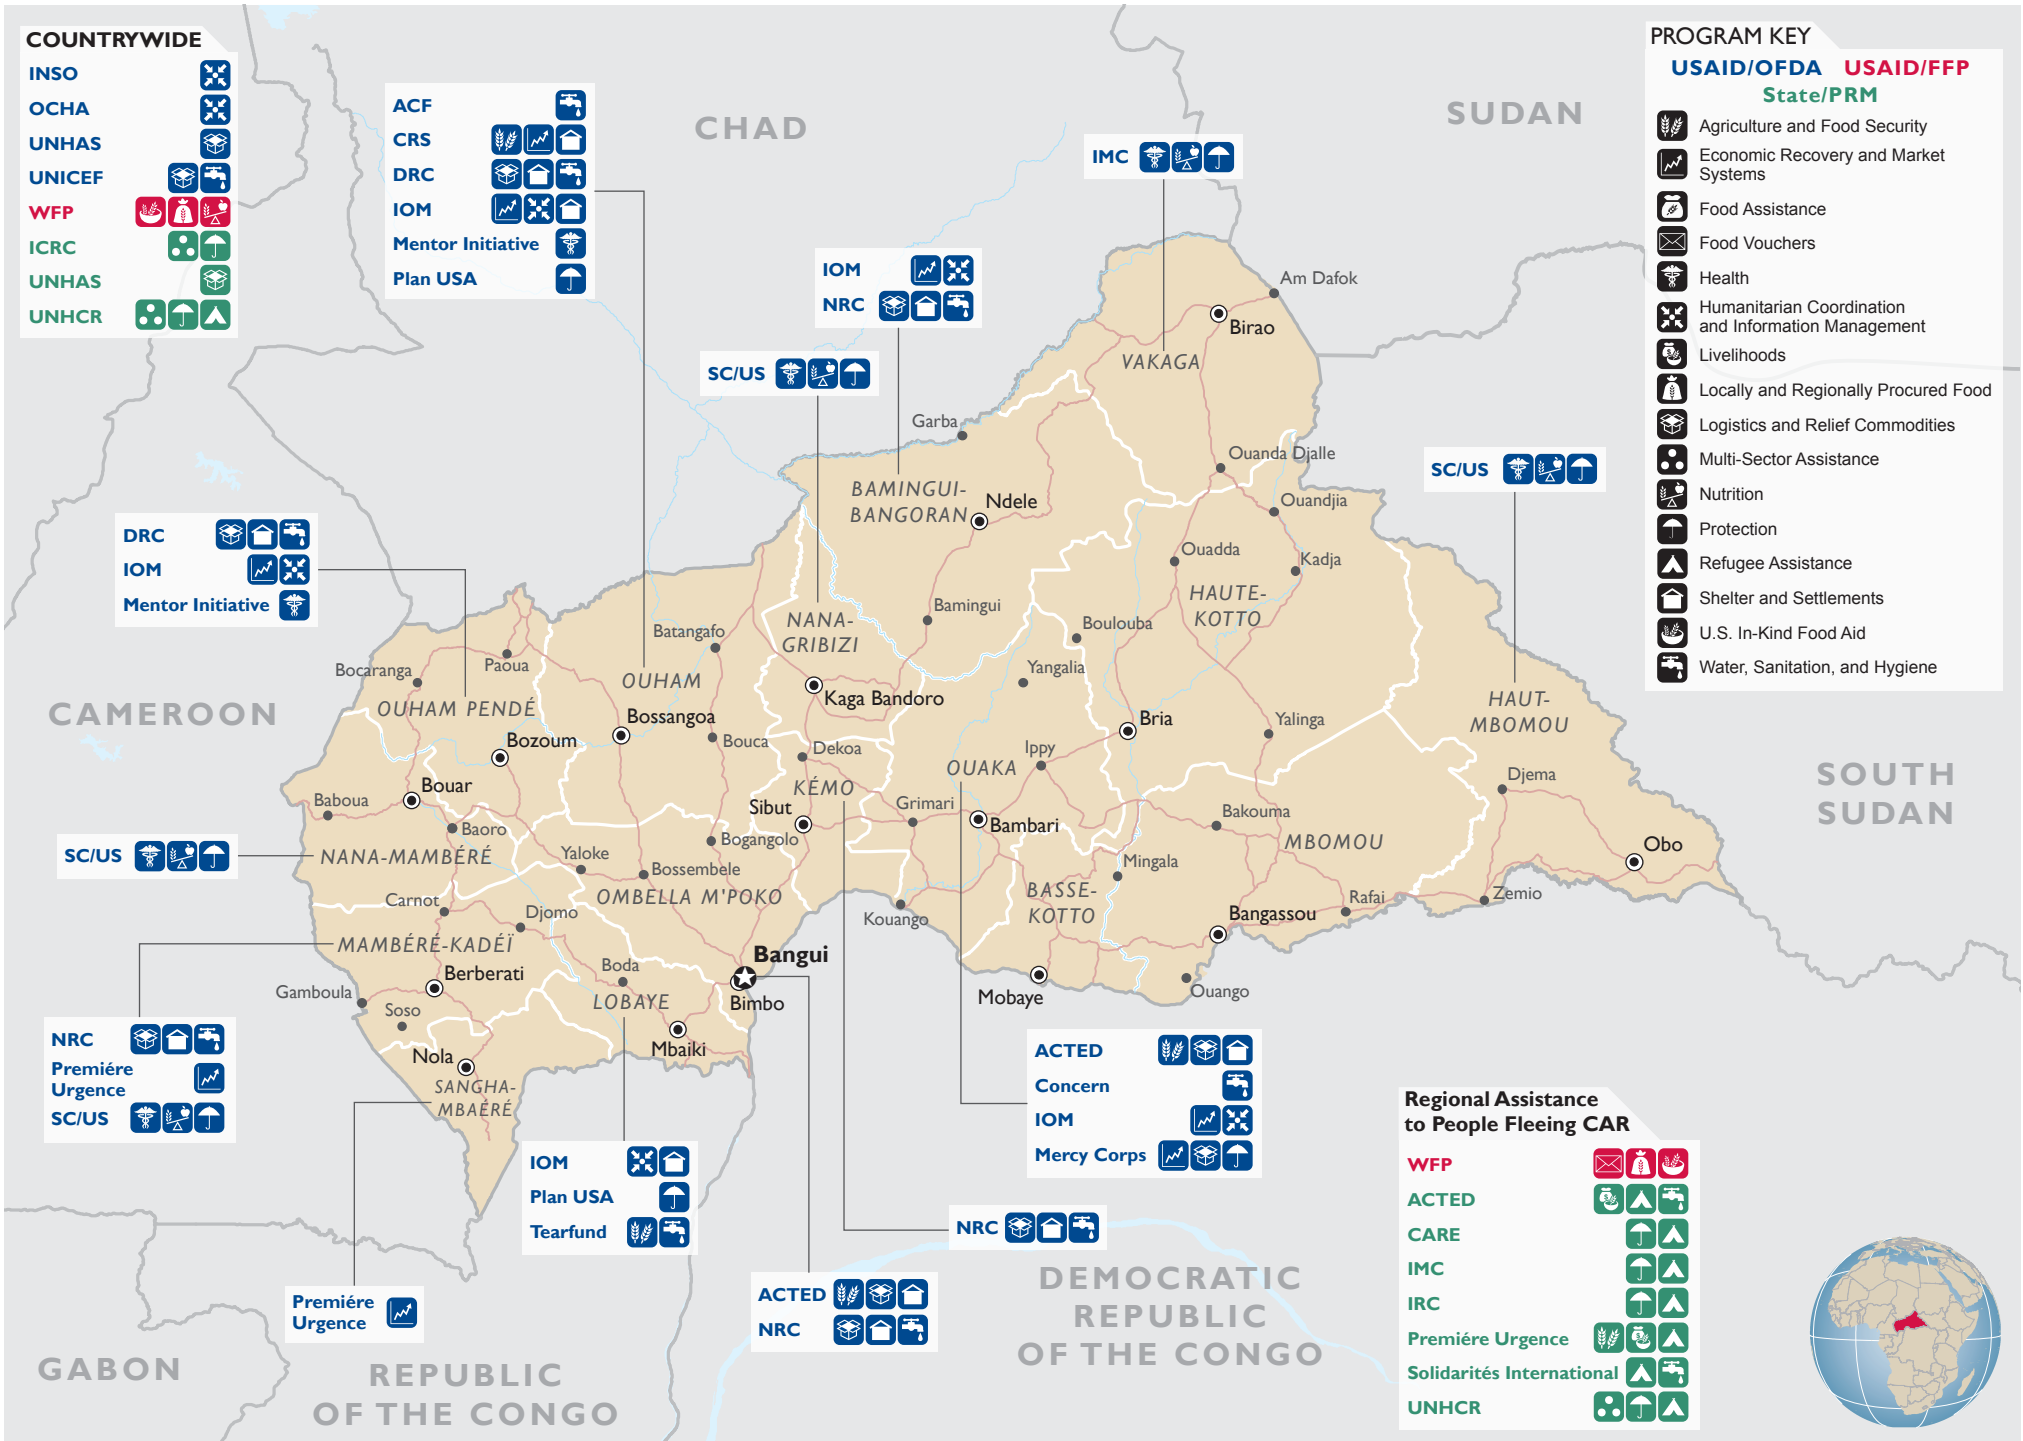 COUNTRYWIDE
INSO
OCHA
UNHAS
UNICEF
WFP
ICRC
UNHAS
UNHCR
ACF
CRS
DRC
IOM
Mentor Initiative
Plan USA
CHAD
SUDAN
IMC
PROGRAM KEY
USAID/OFDA USAID/FFP
State/PRM
Agriculture and Food Security
Economic Recovery and Market
Systems
Food Assistance
Food Vouchers
Health
Humanitarian Coordination
and Information Management
Livelihoods
Locally and Regionally Procured Food
Logistics and Relief Commodities
Multi-Sector Assistance
Nutrition
Protection
Refugee Assistance
Shelter and Settlements
U.S. In-Kind Food Aid
Water, Sanitation, and Hygiene
IOM
NRC
SC/US
Am Dafok
Birao
VAKAGA
Garba
Ouanda Djalle
SC/US
BAMINGUI-
BANGORAN
Ndele
Ouandjia
DRC
IOM
Mentor Initiative
Ouadda
Kadja
HAUTE-
KOTTO
NANA-
GRIBIZI
Bamingui
Boulouba
Batangafo
Paoua
Bocaranga
Yangalia
OUHAM
CAMEROON
OUHAM PENDÉ
Kaga Bandoro
HAUT-
MBOMOU
Bossangoa
Bria
Yalinga
Bozoum
Bouca
Dekoa
Ippy
OUAKA
SOUTH
SUDAN
Djema
Bouar
KÉMO
Baboua
Sibut
Grimari
Bakouma
Baoro
Bambari
MBOMOU
Obo
Bogangolo
SC/US
NANA-MAMBÉRÉ
Yaloke
Bossembele
Mingala
OMBELLA M'POKO
BASSE-
KOTTO
Rafai
Zemio
Carnot
Djomo
Kouango
Bangassou
MAMBÉRÉ-KADÉÏ
Bangui
Berberati
Boda
Gamboula
LOBAYE
Bimbo
Mobaye
Ouango
Soso
Nola
Mbaiki
NRC
Premiére
Urgence
SC/US
SANGHA-
MBAÉRÉ
ACTED
Concern
IOM
Mercy Corps
IOM
Plan USA
Tearfund
NRC
Regional Assistance
to People Fleeing CAR
WFP
ACTED
CARE
IMC
IRC
Premiére Urgence
Solidarités International
UNHCR
Premiére
Urgence
ACTED
NRC
DEMOCRATIC
REPUBLIC
OF THE CONGO
GABON
REPUBLIC
OF THE CONGO